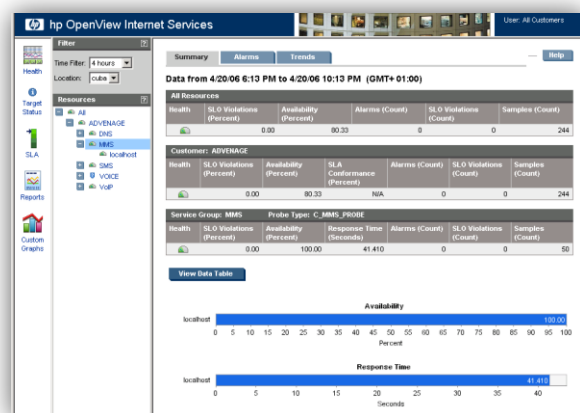 hp OpenView Internet Services
User: All Customers
Filter
Time Filter: 4 hours
Location: cuba
Health
Target Status
SLA
Reports
Custom Graphs
Resources
All
ADVENAGE
DNS
MMS
localhost
SMS
VOICE
VoIP
Summary Alarms Trends Help
Data from 4/20/06 6:13 PM to 4/20/06 10:13 PM (GMT+ 01:00)
All Resources
Health SLO Violations (Percent) Availability (Percent) Alarms (Count) SLO Violations (Count) Samples (Count)
0.00 80.33 0 0 244
Customer: ADVENAGE
Health SLO Violations (Percent) Availability (Percent) SLA Conformance (Percent) Alarms (Count) SLO Violations (Count) Samples (Count)
0.00 80.33 N/A 0 0 244
Service Group: MMS Probe Type: C_MMS_PROBE
Health SLO Violations (Percent) Availability (Percent) Response Time (Seconds) Alarms (Count) SLO Violations (Count) Samples (Count)
0.00 100.00 41.410 0 0 50
View Data Table
Availability
localhost 100.00
0 5 10 15 20 25 30 35 40 45 50 55 60 65 70 75 80 85 90 95 100
Percent
Response Time
localhost 41.410
0 5 10 15 20 25 30 35 40
Seconds